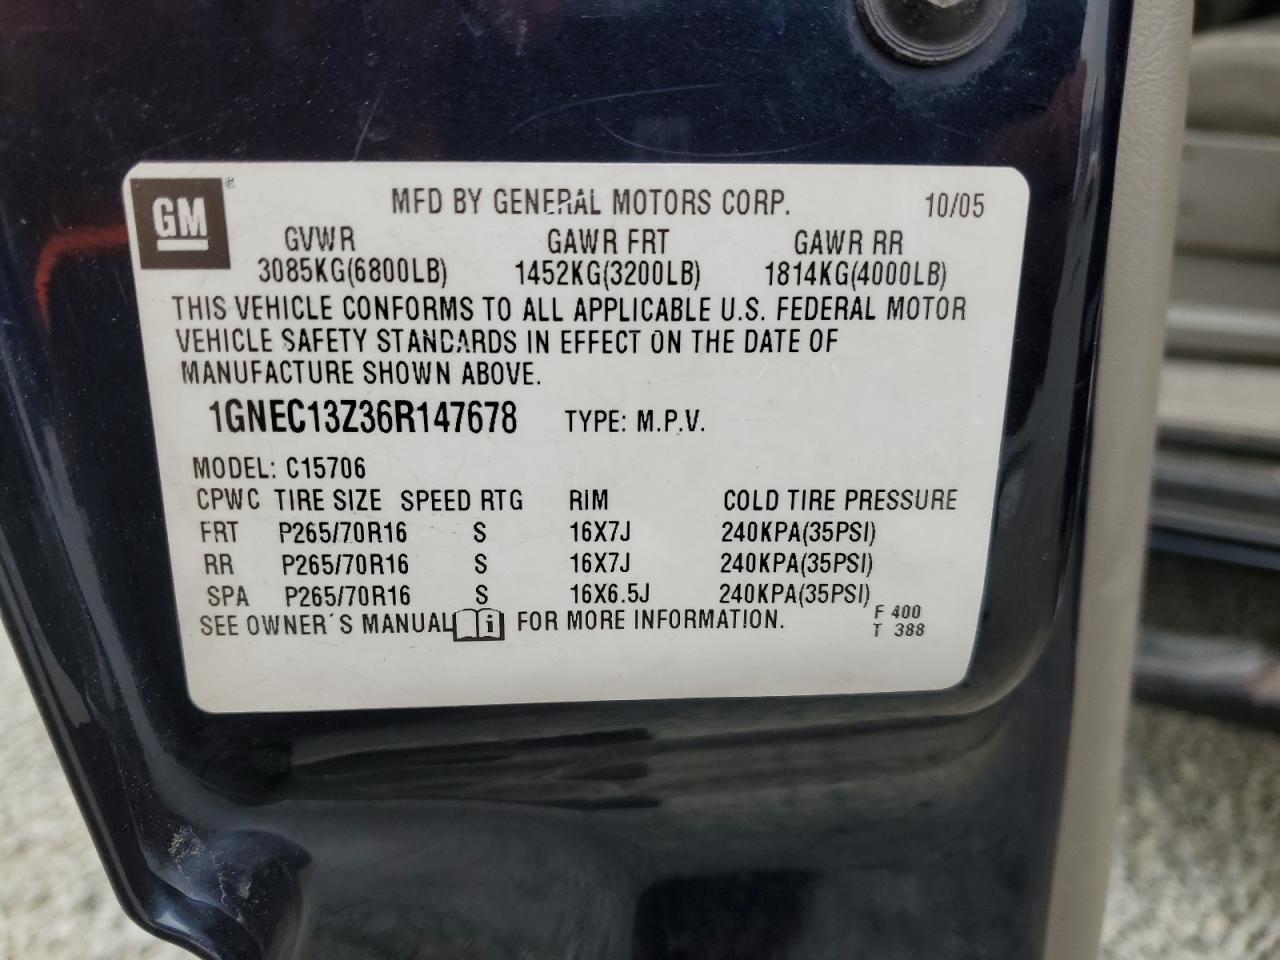 GM ®
MFD BY GENERAL MOTORS CORP. 10/05
GVWR GAWR FRT GAWR RR
3085KG(6800LB) 1452KG(3200LB) 1814KG(4000LB)
THIS VEHICLE CONFORMS TO ALL APPLICABLE U.S. FEDERAL MOTOR
VEHICLE SAFETY STANDARDS IN EFFECT ON THE DATE OF
MANUFACTURE SHOWN ABOVE.
1GNEC13Z36R147678 TYPE: M.P.V.
MODEL: C15706
CPWC TIRE SIZE SPEED RTG RIM COLD TIRE PRESSURE
FRT P265/70R16 S 16X7J 240KPA(35PSI)
RR P265/70R16 S 16X7J 240KPA(35PSI)
SPA P265/70R16 S 16X6.5J 240KPA(35PSI)
SEE OWNER'S MANUAL i FOR MORE INFORMATION.
F 400
T 388